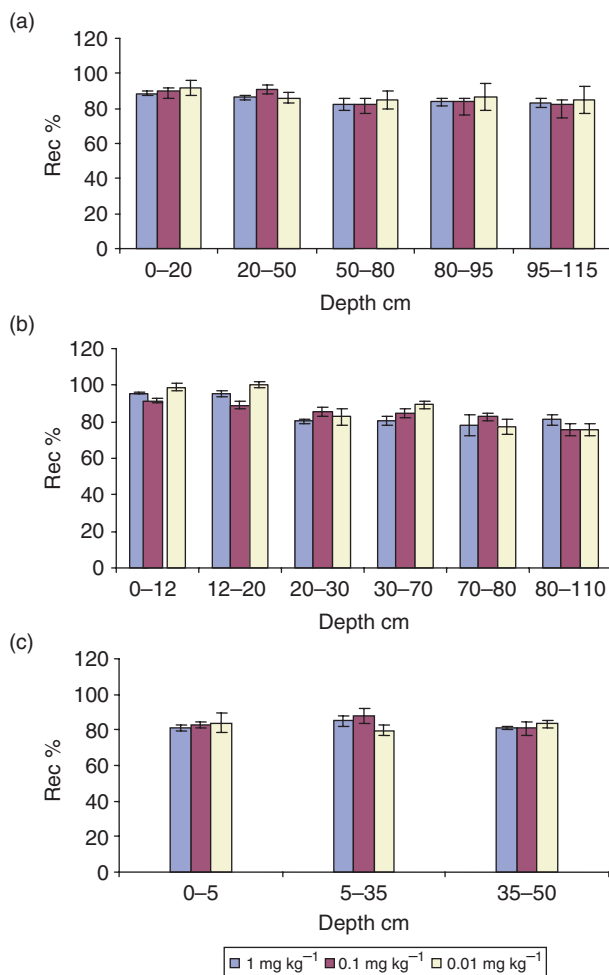 (a)
120
100
80
60
40
20
0
Rec %
0–20 20–50 50–80 80–95 95–115
Depth cm
(b)
120
100
80
60
40
20
0
Rec %
0–12 12–20 20–30 30–70 70–80 80–110
Depth cm
(c)
120
100
80
60
40
20
0
Rec %
0–5 5–35 35–50
Depth cm
1 mg kg⁻¹ 0.1 mg kg⁻¹ 0.01 mg kg⁻¹